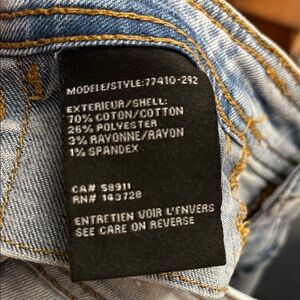 MODELE/STYLE:77410-292
EXTERIEUR/SHELL:
70% COTON/COTTON
26% POLYESTER
3% RAYONNE/RAYON
1% SPANDEX
CA# 58911
RN# 143728
ENTRETIEN VOIR L'ENVERS
SEE CARE ON REVERSE